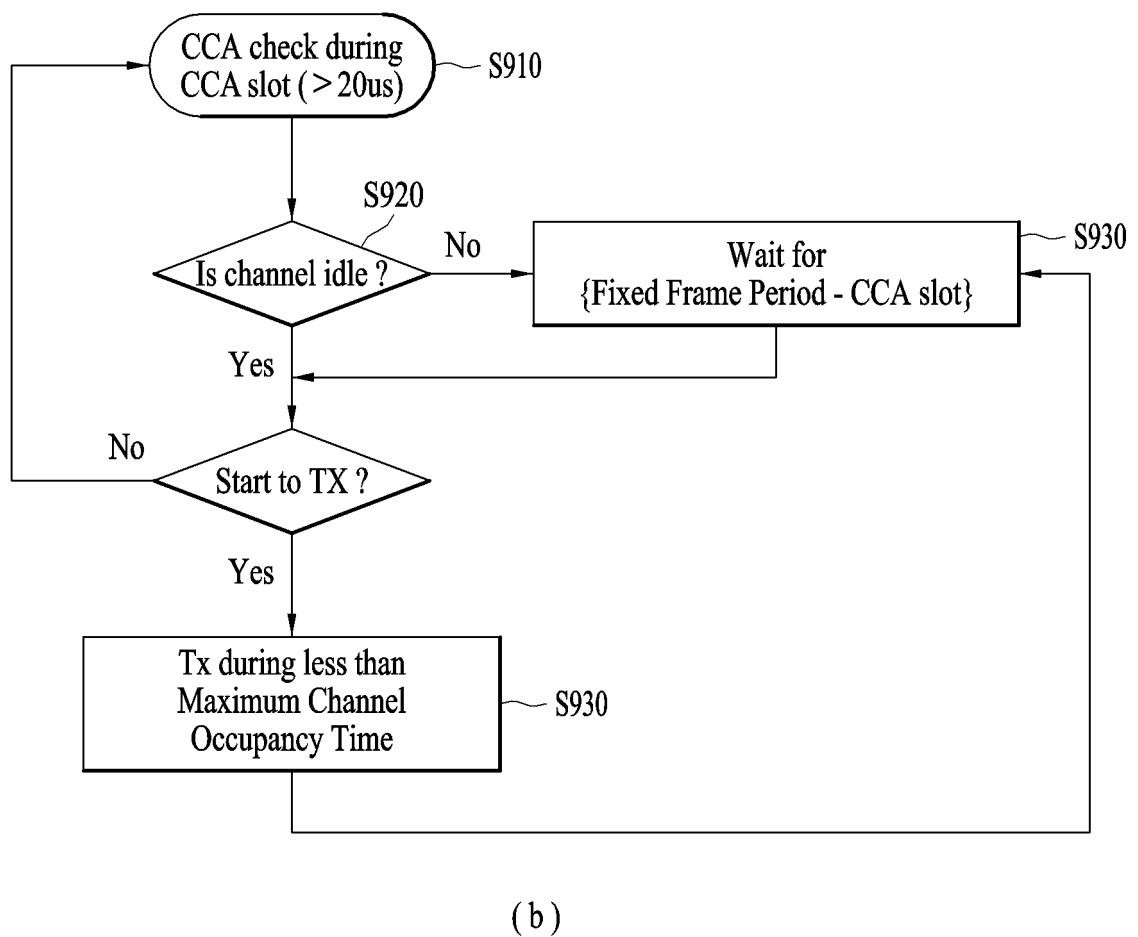 CCA check during
CCA slot ( > 20us)
S910
S920
Is channel idle ?
No
Wait for
{Fixed Frame Period - CCA slot}
S930
Yes
No
Start to TX ?
Yes
Tx during less than
Maximum Channel
Occupancy Time
S930
( b )